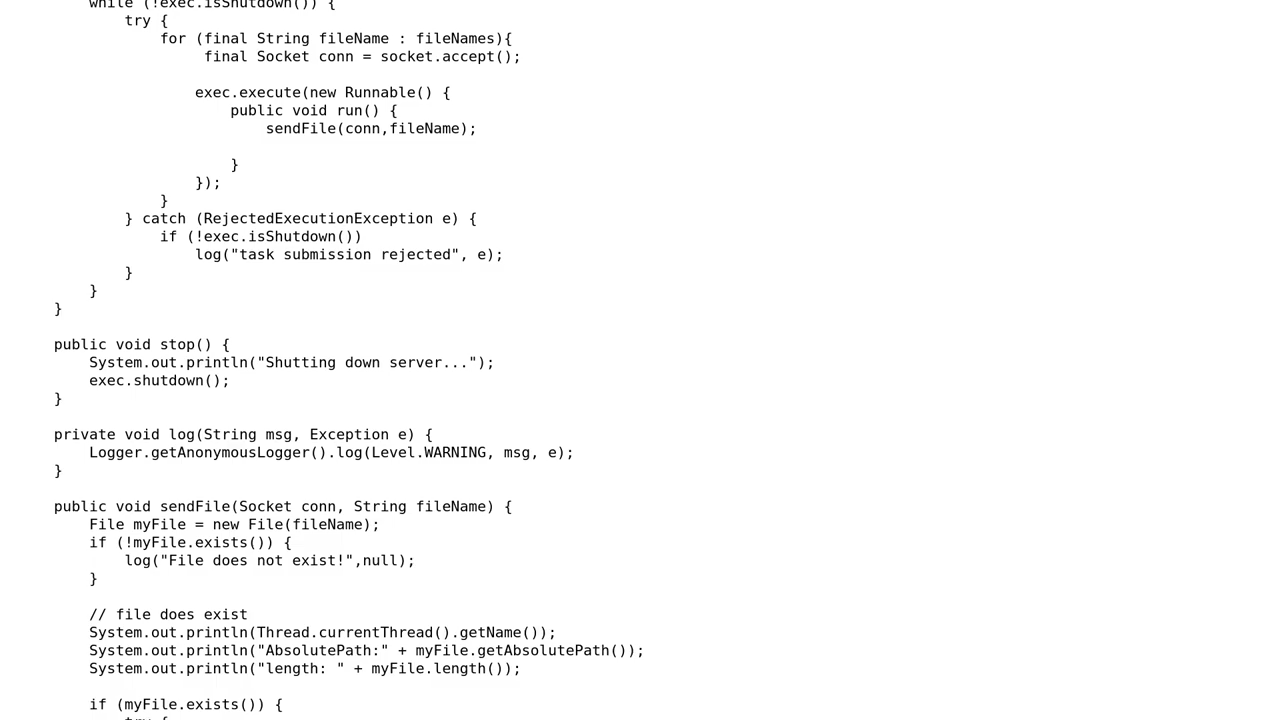 while (!exec.isShutdown()) {
try {
for (final String fileName : fileNames){
final Socket conn = socket.accept();
exec.execute(new Runnable() {
public void run() {
sendFile(conn,fileName);
}
});
}
} catch (RejectedExecutionException e) {
if (!exec.isShutdown())
log("task submission rejected", e);
}
}
}
public void stop() {
System.out.println("Shutting down server...");
exec.shutdown();
}
private void log(String msg, Exception e) {
Logger.getAnonymousLogger().log(Level.WARNING, msg, e);
}
public void sendFile(Socket conn, String fileName) {
File myFile = new File(fileName);
if (!myFile.exists()) {
log("File does not exist!",null);
}
// file does exist
System.out.println(Thread.currentThread().getName());
System.out.println("AbsolutePath:" + myFile.getAbsolutePath());
System.out.println("length: " + myFile.length());
if (myFile.exists()) {
try {